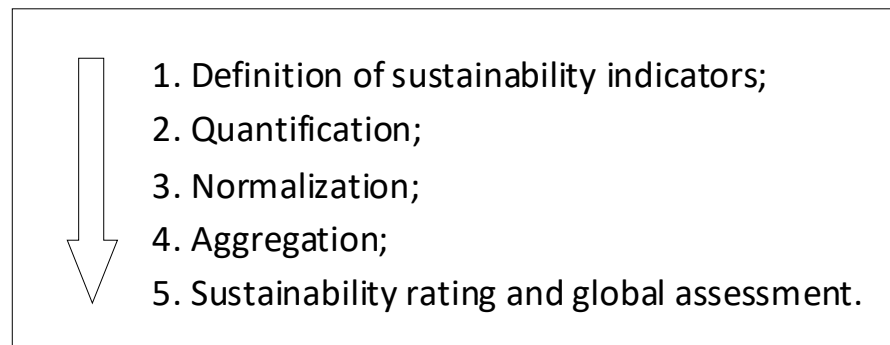 1. Definition of sustainability indicators;
2. Quantification;
3. Normalization;
4. Aggregation;
5. Sustainability rating and global assessment.